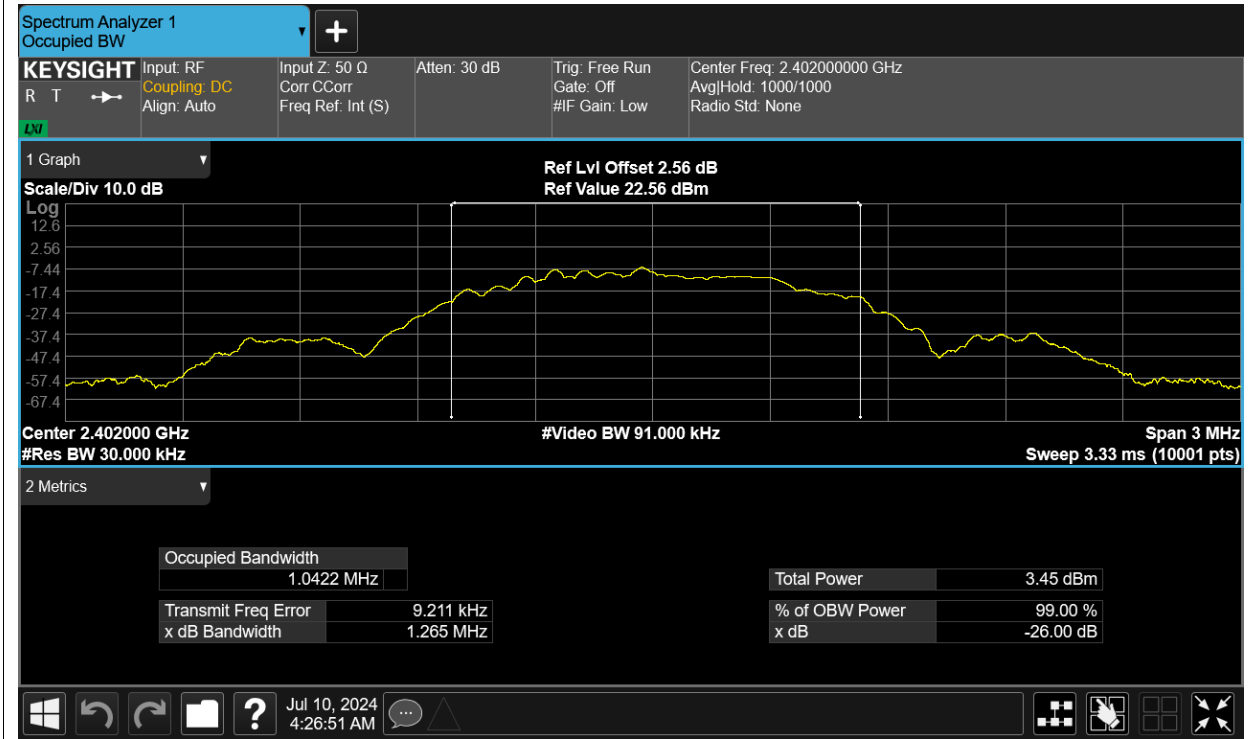 Spectrum Analyzer 1
Occupied BW
KEYSIGHT
R T
LXI
Input: RF
Coupling: DC
Align: Auto
Input Z: 50 Ω
Corr CCorr
Freq Ref: Int (S)
Atten: 30 dB
Trig: Free Run
Gate: Off
#IF Gain: Low
Center Freq: 2.402000000 GHz
Avg|Hold: 1000/1000
Radio Std: None
1 Graph
Scale/Div 10.0 dB
Ref Lvl Offset 2.56 dB
Ref Value 22.56 dBm
Log
12.6
2.56
-7.44
-17.4
-27.4
-37.4
-47.4
-57.4
-67.4
Center 2.402000 GHz
#Video BW 91.000 kHz
Span 3 MHz
#Res BW 30.000 kHz
Sweep 3.33 ms (10001 pts)
2 Metrics
Occupied Bandwidth
1.0422 MHz
Total Power 3.45 dBm
Transmit Freq Error 9.211 kHz
% of OBW Power 99.00 %
x dB Bandwidth 1.265 MHz
x dB -26.00 dB
?
Jul 10, 2024
4:26:51 AM